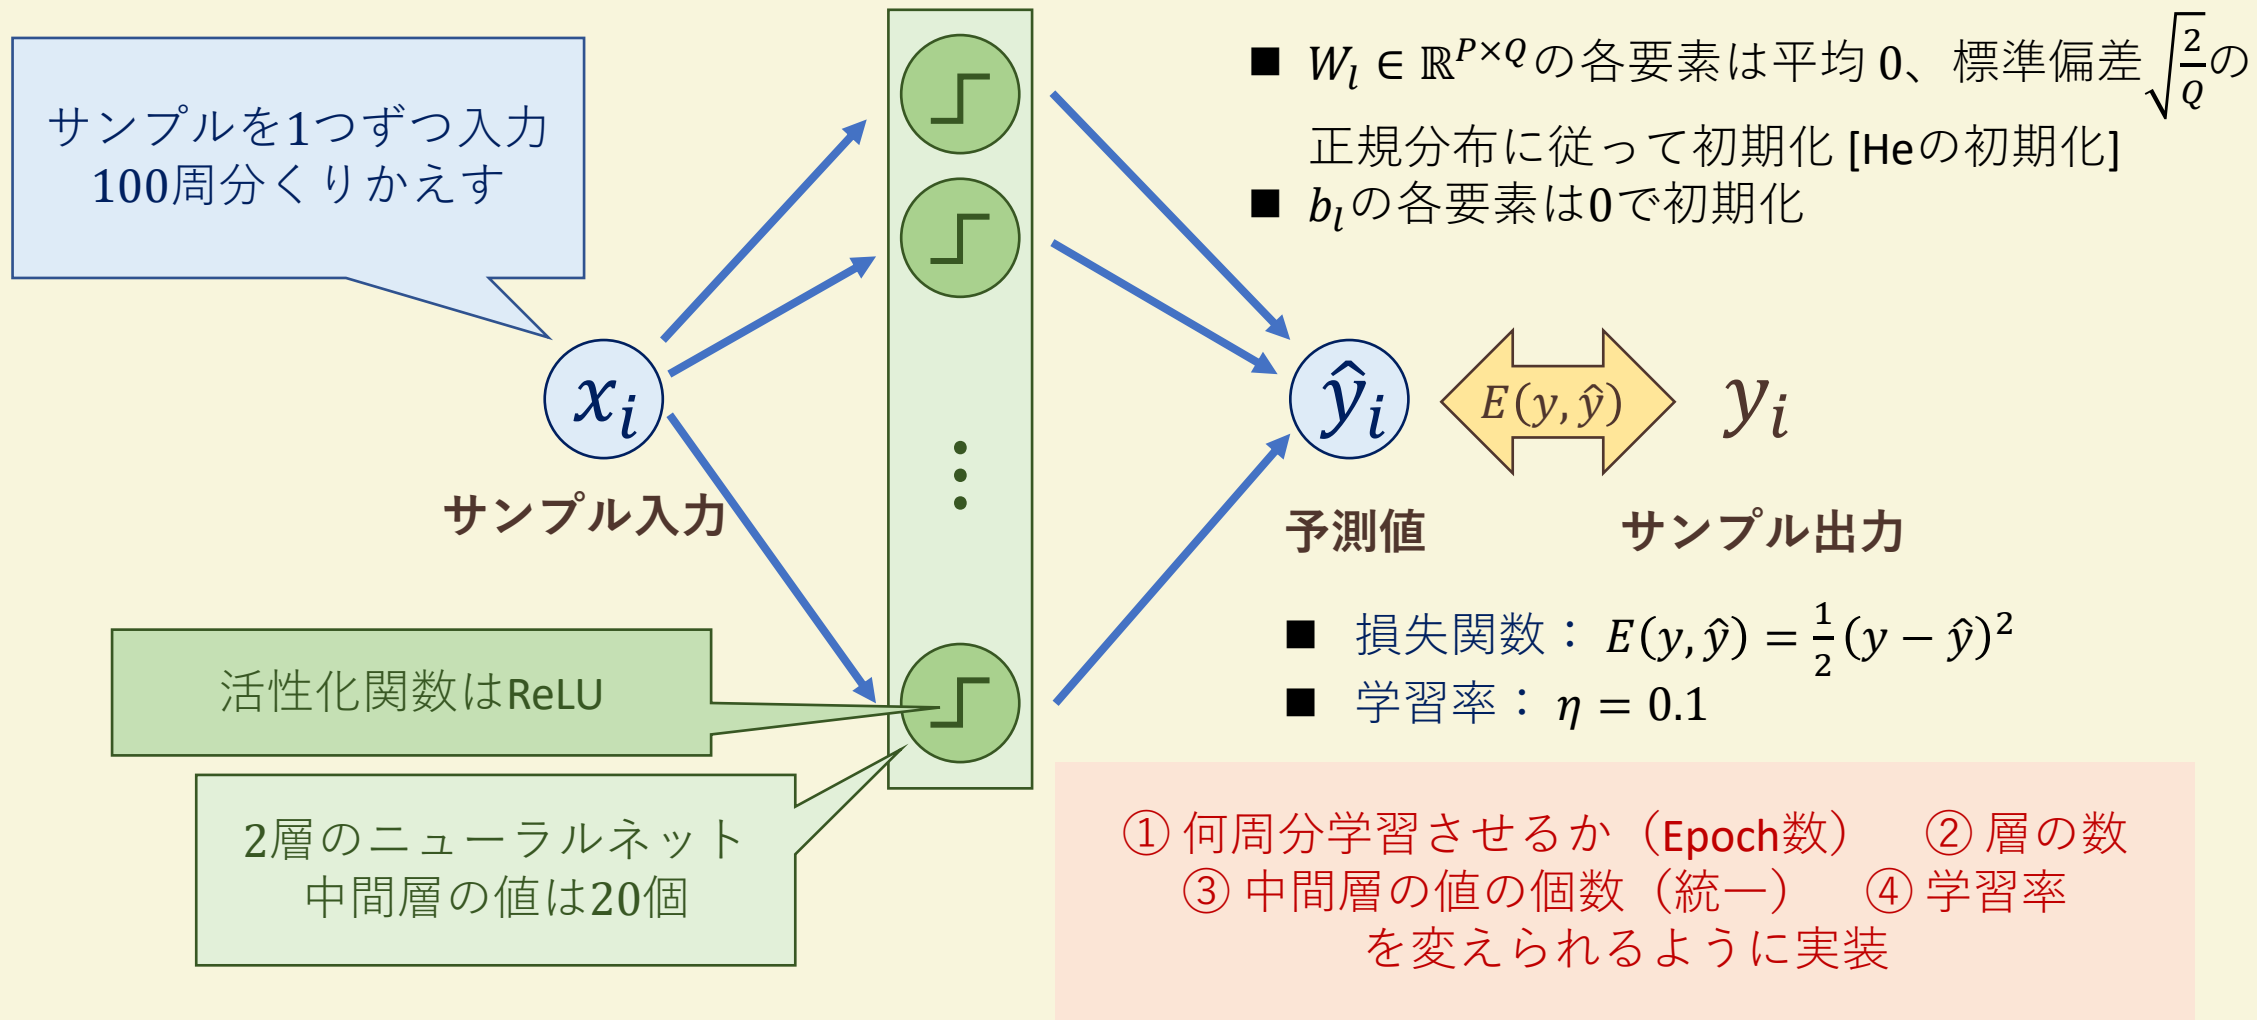 サンプルを1つずつ入力
100周分くりかえす
■ W_l ∈ ℝ^{P×Q}の各要素は平均 0、標準偏差√(2/Q)の
正規分布に従って初期化 [Heの初期化]
■ b_lの各要素は0で初期化
x_i
サンプル入力
ŷ_i
予測値
E(y, ŷ)
y_i
サンプル出力
■ 損失関数： E(y, ŷ) = 1/2 (y − ŷ)²
■ 学習率： η = 0.1
活性化関数はReLU
2層のニューラルネット
中間層の値は20個
① 何周分学習させるか（Epoch数） ② 層の数
③ 中間層の値の個数（統一） ④ 学習率
を変えられるように実装